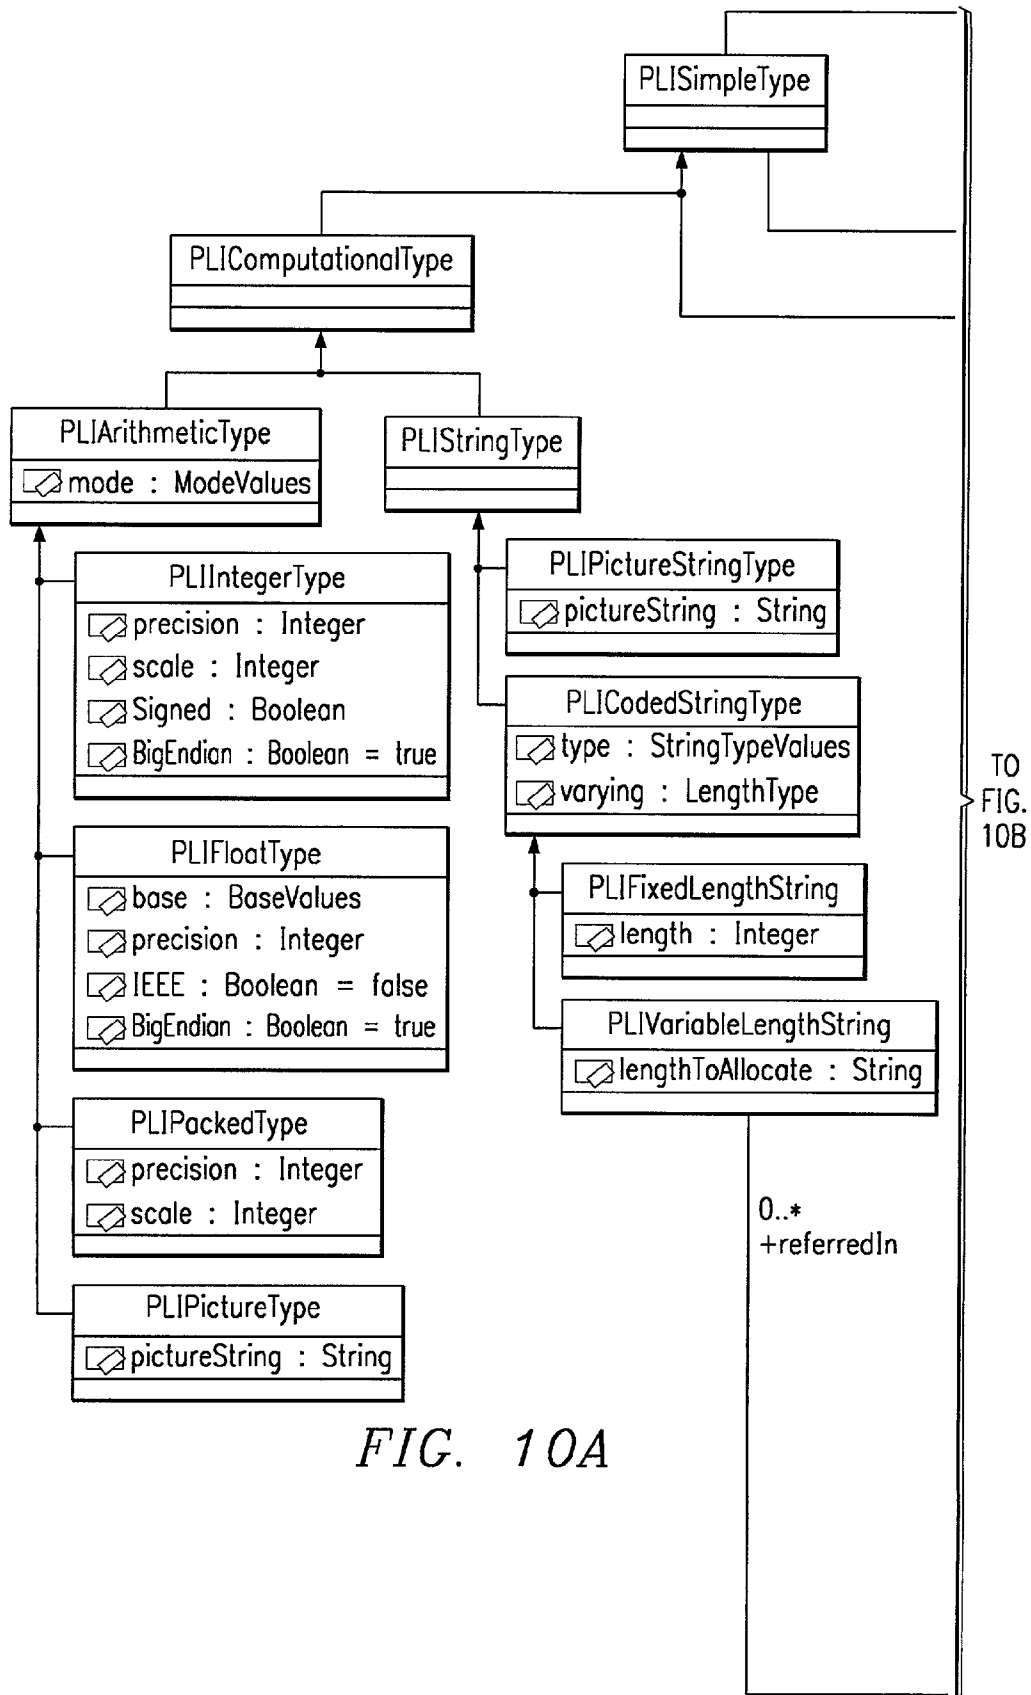 PLISimpleType
PLIComputationalType
PLIArithmeticType
mode : ModeValues
PLIStringType
PLIIntegerType
precision : Integer
scale : Integer
Signed : Boolean
BigEndian : Boolean = true
PLIPictureStringType
pictureString : String
PLICodedStringType
type : StringTypeValues
varying : LengthType
TO
FIG.
10B
PLIFloatType
base : BaseValues
precision : Integer
IEEE : Boolean = false
BigEndian : Boolean = true
PLIFixedLengthString
length : Integer
PLIVariableLengthString
lengthToAllocate : String
PLIPackedType
precision : Integer
scale : Integer
0..*
+referredIn
PLIPictureType
pictureString : String
FIG. 10A